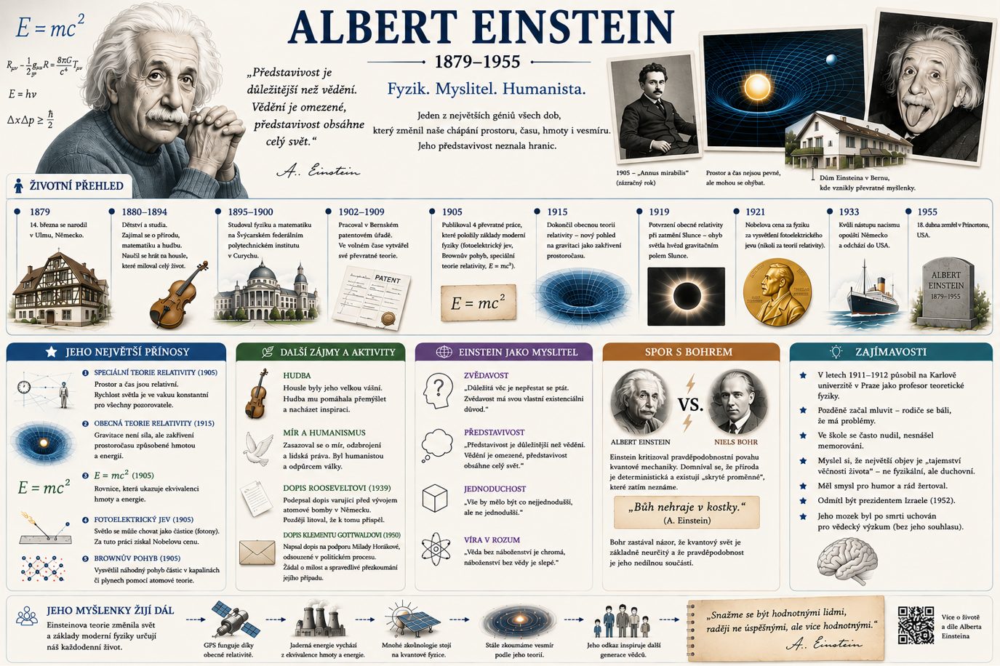 E = mc²
Rμν − 1/2 gμν R = 8πG/c⁴ Tμν
E = hν
Δx Δp ≥ ħ/2
„Představivost je
důležitější než vědění.
Vědění je omezené,
představivost obsáhne
celý svět.“
A.. Einstein
ALBERT EINSTEIN
1879–1955
Fyzik. Myslitel. Humanista.
Jeden z největších géniů všech dob,
který změnil naše chápání prostoru, času, hmoty i vesmíru.
Jeho představivost neznala hranic.
1905 – „Annus mirabilis“
(zázračný rok)
Prostor a čas nejsou pevné,
ale mohou se ohýbat.
Dům Einsteina v Bernu,
kde vznikly převratné myšlenky.
ŽIVOTNÍ PŘEHLED
1879
14. března se narodil
v Ulmu, Německo.
1880–1894
Dětství a studia.
Zajímal se o přírodu,
matematiku a hudbu.
Naučil se hrát na housle,
které miloval celý život.
1895–1900
Studoval fyziku a matematiku
na Švýcarském federálním
polytechnickém institutu
v Curychu.
1902–1909
Pracoval v Bernském
patentovém úřadě.
Ve volném čase vytvářel
své převratné teorie.
PATENT
1905
Publikoval 4 převratné práce,
které položily základy moderní
fyziky (fotoelektrický jev,
Brownův pohyb, speciální
teorie relativity, E = mc²).
E = mc²
1915
Dokončil obecnou teorii
relativity – nový pohled
na gravitaci jako zakřivení
prostoročasu.
1919
Potvrzení obecné relativity
při zatmění Slunce – ohyb
světla hvězd gravitačním
polem Slunce.
1921
Nobelova cena za fyziku
za vysvětlení fotoelektrického
jevu (nikoli za teorii relativity).
1933
Kvůli nástupu nacismu
opouští Německo
a odchází do USA.
1955
18. dubna zemřel v Princetonu,
USA.
ALBERT
EINSTEIN
1879–1955
JEHO NEJVĚTŠÍ PŘÍNOSY
1 SPECIÁLNÍ TEORIE RELATIVITY (1905)
Prostor a čas jsou relativní.
Rychlost světla je ve vakuu konstantní
pro všechny pozorovatele.
2 OBECNÁ TEORIE RELATIVITY (1915)
Gravitace není síla, ale zakřivení
prostoročasu způsobené hmotou
a energií.
E = mc²
3 E = mc² (1905)
Rovnice, která ukazuje ekvivalenci
hmoty a energie.
4 FOTOELEKTRICKÝ JEV (1905)
Světlo se může chovat jako částice (fotony).
Za tuto práci získal Nobelovu cenu.
5 BROWNŮV POHYB (1905)
Vysvětlil náhodný pohyb částic v kapalinách
či plynech pomocí atomové teorie.
DALŠÍ ZÁJMY A AKTIVITY
HUDBA
Housle byly jeho velkou vášní.
Hudba mu pomáhala přemýšlet
a nacházet inspiraci.
MÍR A HUMANISMUS
Zasazoval se o mír, odzbrojení
a lidská práva. Byl humanistou
a odpůrcem války.
DOPIS ROOSEVELTOVI (1939)
Podepsal dopis varující před vývojem
atomové bomby v Německu.
Později litoval, že k tomu přispěl.
DOPIS KLEMENTU GOTTWALDOVI (1950)
Napsal dopis na podporu Milady Horákové,
odsouzené v politickém procesu.
Žádal o milost a spravedlivé přezkoumání
jejího případu.
EINSTEIN JAKO MYSLITEL
ZVĚDAVOST
„Důležitá věc je nepřestat se ptát.
Zvědavost má svou vlastní existenciální
důvod.“
PŘEDSTAVIVOST
„Představivost je důležitější než vědění.
Vědění je omezené, představivost
obsáhne celý svět.“
JEDNODUCHOST
„Vše by mělo být co nejjednodušší,
ale ne jednodušší.“
VÍRA V ROZUM
„Věda bez náboženství je chromá,
náboženství bez vědy je slepé.“
SPOR S BOHREM
VS.
ALBERT EINSTEIN
NIELS BOHR
Einstein kritizoval pravděpodobnostní povahu
kvantové mechaniky. Domníval se, že příroda
je deterministická a existují „skryté proměnné“,
které zatím neznáme.
„Bůh nehraje v kostky.“
(A. Einstein)
Bohr zastával názor, že kvantový svět je
základně neurčitý a že pravděpodobnost
je jeho nedílnou součástí.
ZAJÍMAVOSTI
V letech 1911–1912 působil na Karlově
univerzitě v Praze jako profesor teoretické
fyziky.
Pozděně začal mluvit – rodiče se báli,
že má problémy.
Ve škole se často nudil, nesnášel
memorování.
Myslel si, že největší objev je „tajemství
věčnosti života“ – ne fyzikální, ale duchovní.
Měl smysl pro humor a rád žertoval.
Odmítl být prezidentem Izraele (1952).
Jeho mozek byl po smrti uchován
pro vědecký výzkum (bez jeho souhlasu).
JEHO MYŠLENKY ŽIJÍ DÁL
Einsteinova teorie změnila svět
a základy moderní fyziky určují
náš každodenní život.
GPS funguje díky
obecné relativitě.
Jaderná energie vychází
z ekvivalence hmoty a energie.
Mnohé zkoỉnologie stojí
na kvantové fyzice.
Stále zkoumáme vesmír
podle jeho teorií.
Jeho odkaz inspiruje další
generace vědců.
„Snažme se být hodnotnými lidmi,
raději ne úspěšnými, ale více hodnotnými.“
A.. Einstein
Více o životě
a díle Alberta
Einsteina